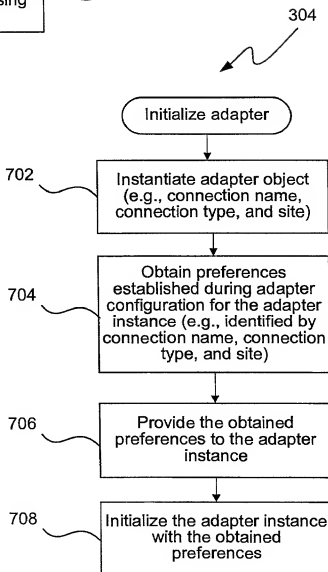 sing
304
Initialize adapter
702
Instantiate adapter object
(e.g., connection name,
connection type, and site)
704
Obtain preferences
established during adapter
configuration for the adapter
instance (e.g., identified by
connection name, connection
type, and site)
706
Provide the obtained
preferences to the adapter
instance
708
Initialize the adapter instance
with the obtained
preferences